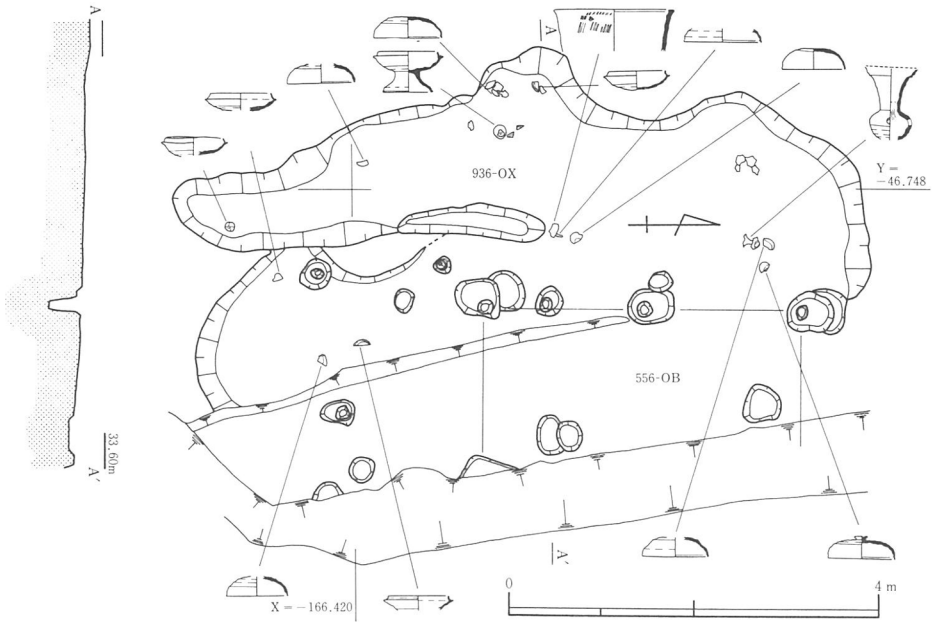 A
A
936-OX
Y =
-46.748
556-OB
33.60m
A′
A′
X = -166.420
0
4 m